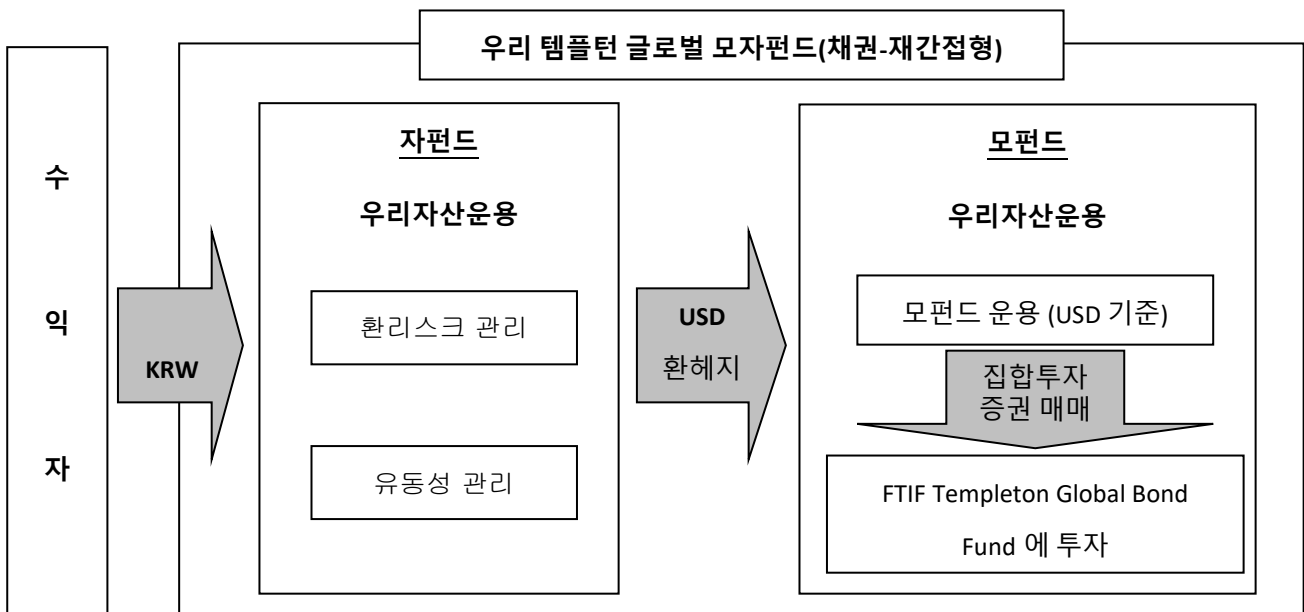 우리 템플턴 글로벌 모자펀드(채권-재간접형)
수
익
자
KRW
자펀드
우리자산운용
환리스크 관리
유동성 관리
USD
환헤지
모펀드
우리자산운용
모펀드 운용 (USD 기준)
집합투자
증권 매매
FTIF Templeton Global Bond
Fund 에 투자